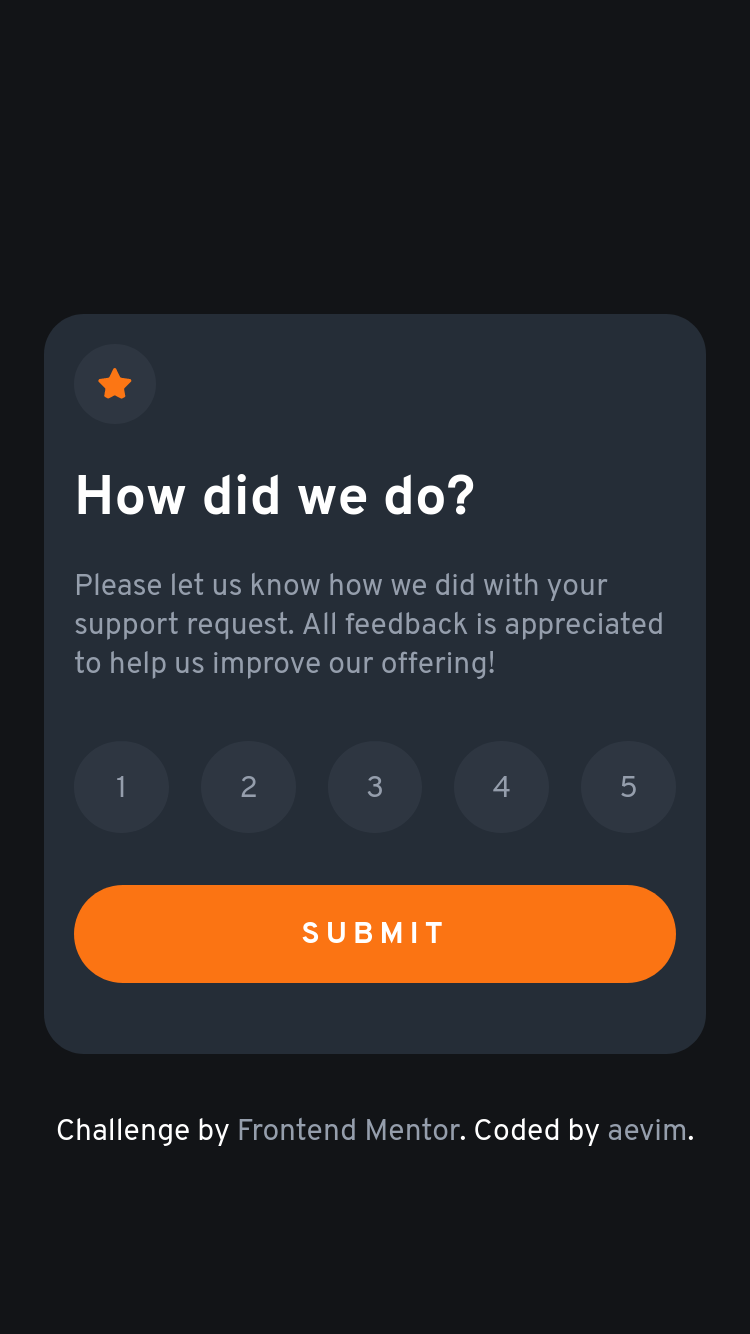 How did we do?
Please let us know how we did with your
support request. All feedback is appreciated
to help us improve our offering!
1 2 3 4 5
SUBMIT
Challenge by Frontend Mentor. Coded by aevim.